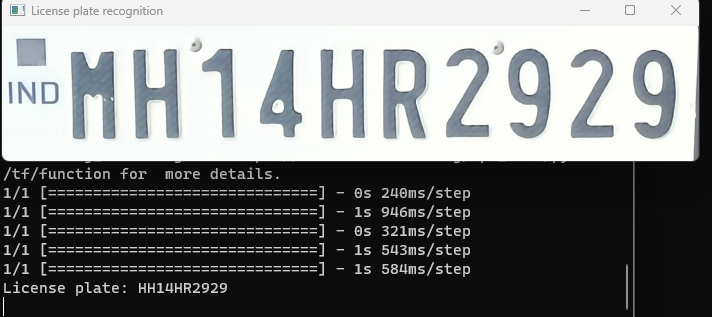 License plate recognition
IND
MH14HR2929
/tf/function for  more details.
1/1 [==============================] - 0s 240ms/step
1/1 [==============================] - 1s 946ms/step
1/1 [==============================] - 0s 321ms/step
1/1 [==============================] - 1s 543ms/step
1/1 [==============================] - 1s 584ms/step
License plate: HH14HR2929